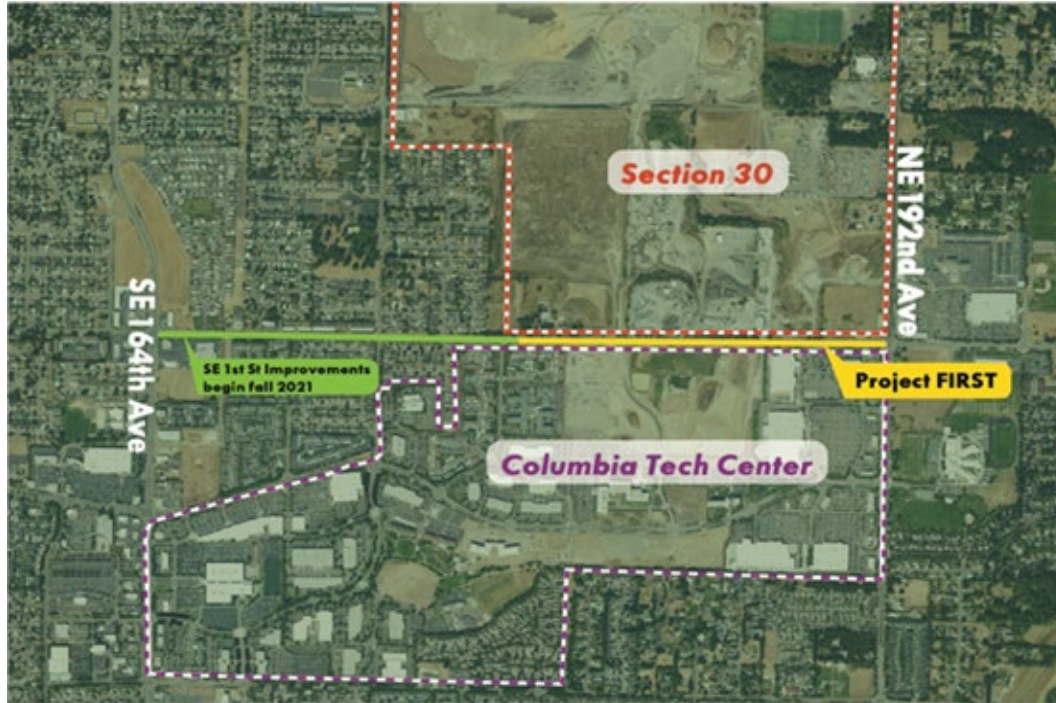 Section 30
NE 192nd Ave
SE 164th Ave
SE 1st St Improvements
begin fall 2021
Project FIRST
Columbia Tech Center